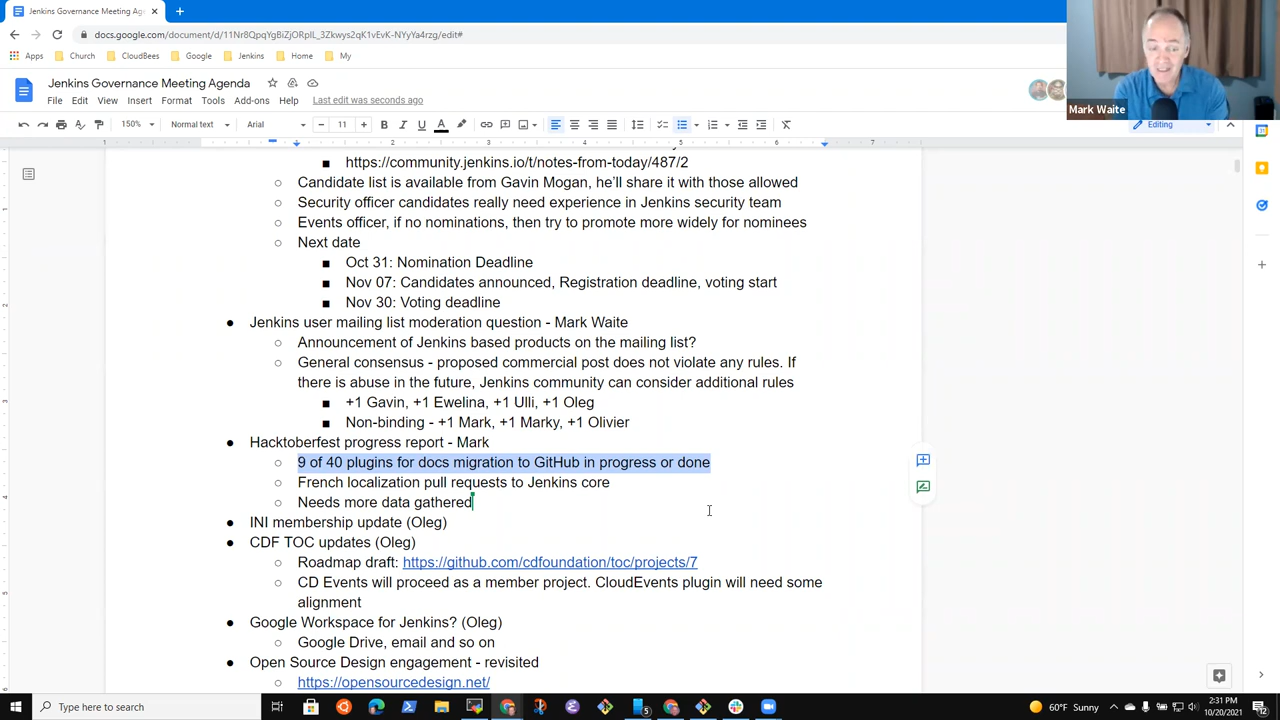 Jenkins Governance Meeting Agenda
docs.google.com/document/d/11Nr8QpqYgBiZjORplL_3Zkwys2qK1vEvK-NYyYa4rzg/edit#
Apps Church CloudBees Google Jenkins Home My
Jenkins Governance Meeting Agenda
File Edit View Insert Format Tools Add-ons Help Last edit was seconds ago
Mark Waite
150% Normal text Arial 11 Editing
1 1 2 3 4 5 6 7
https://community.jenkins.io/t/notes-from-today/487/2
Candidate list is available from Gavin Mogan, he'll share it with those allowed
Security officer candidates really need experience in Jenkins security team
Events officer, if no nominations, then try to promote more widely for nominees
Next date
Oct 31: Nomination Deadline
Nov 07: Candidates announced, Registration deadline, voting start
Nov 30: Voting deadline
Jenkins user mailing list moderation question - Mark Waite
Announcement of Jenkins based products on the mailing list?
General consensus - proposed commercial post does not violate any rules. If
there is abuse in the future, Jenkins community can consider additional rules
+1 Gavin, +1 Ewelina, +1 Ulli, +1 Oleg
Non-binding - +1 Mark, +1 Marky, +1 Olivier
Hacktoberfest progress report - Mark
9 of 40 plugins for docs migration to GitHub in progress or done
French localization pull requests to Jenkins core
Needs more data gathered
INI membership update (Oleg)
CDF TOC updates (Oleg)
Roadmap draft: https://github.com/cdfoundation/toc/projects/7
CD Events will proceed as a member project. CloudEvents plugin will need some
alignment
Google Workspace for Jenkins? (Oleg)
Google Drive, email and so on
Open Source Design engagement - revisited
https://opensourcedesign.net/
Type here to search
60°F Sunny
2:31 PM
10/20/2021